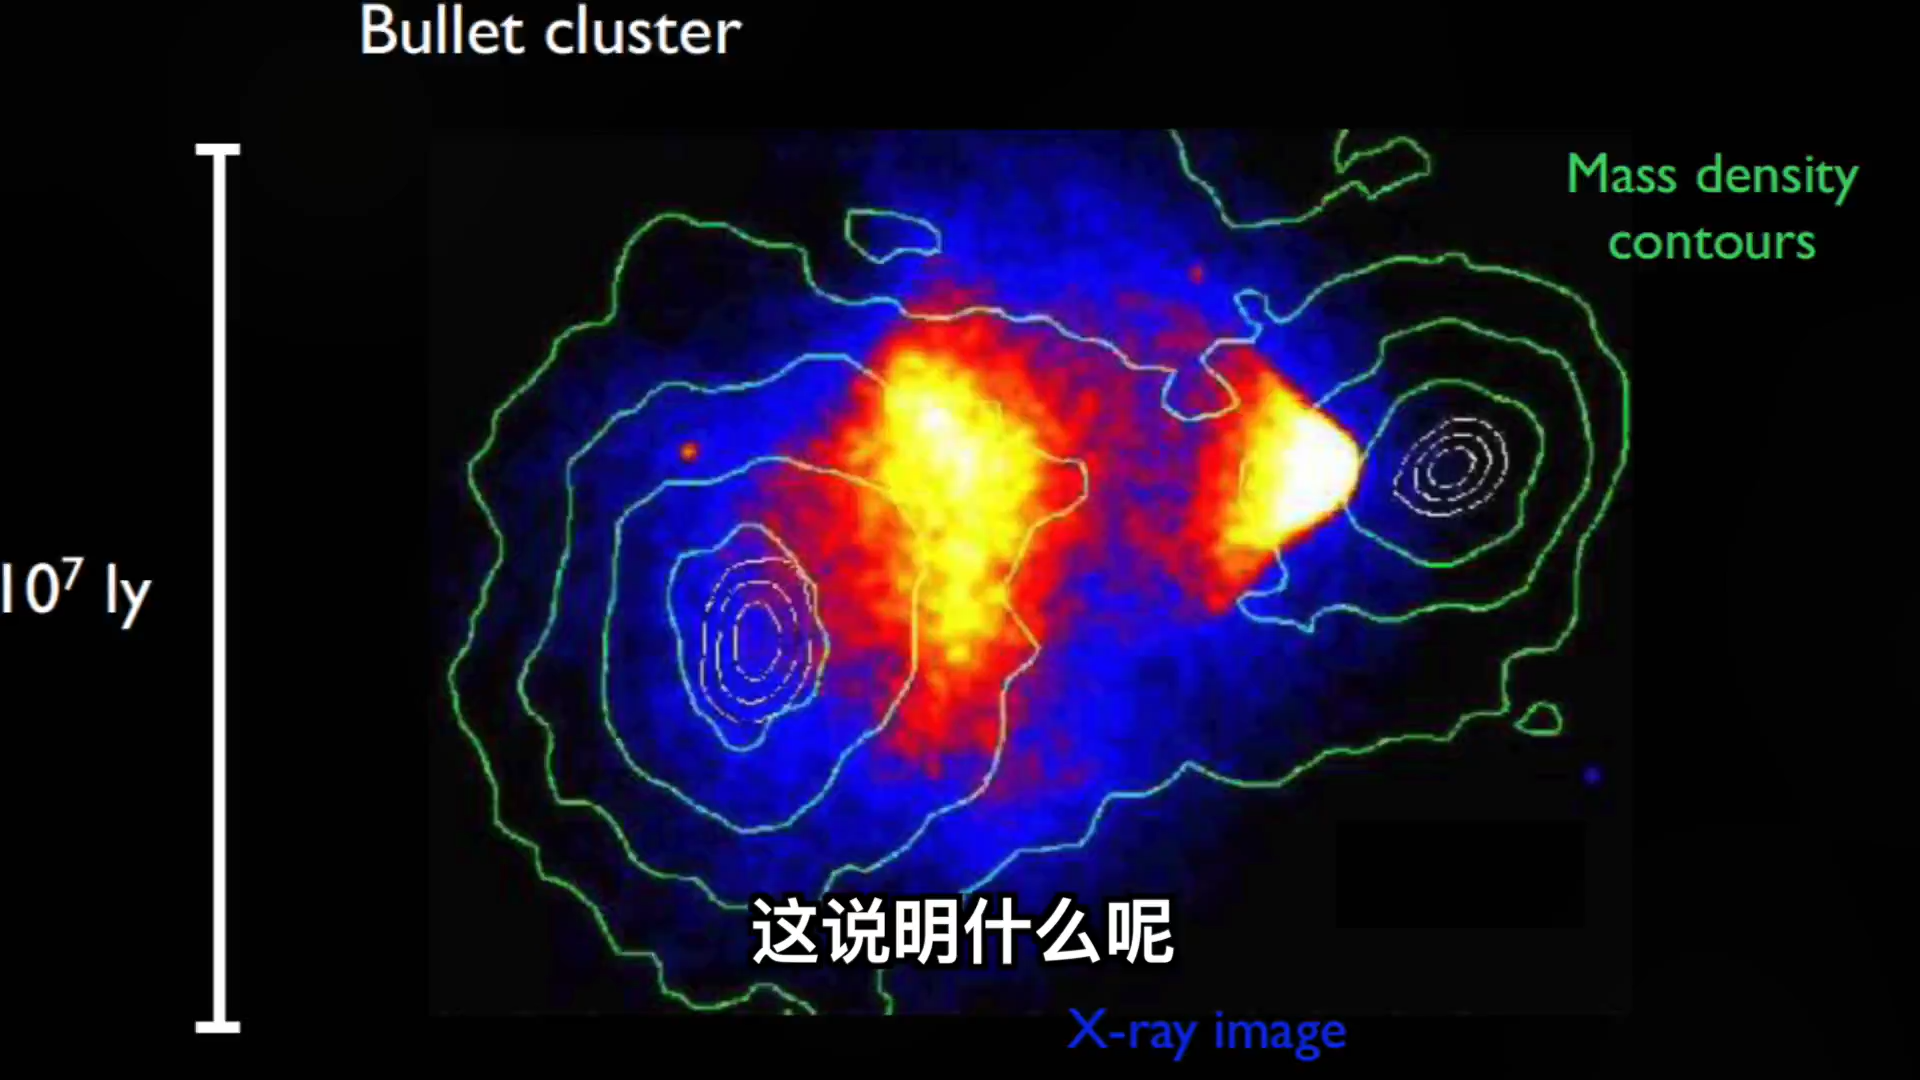 Bullet cluster
Mass density
contours
10⁷ ly
这说明什么呢
X-ray image